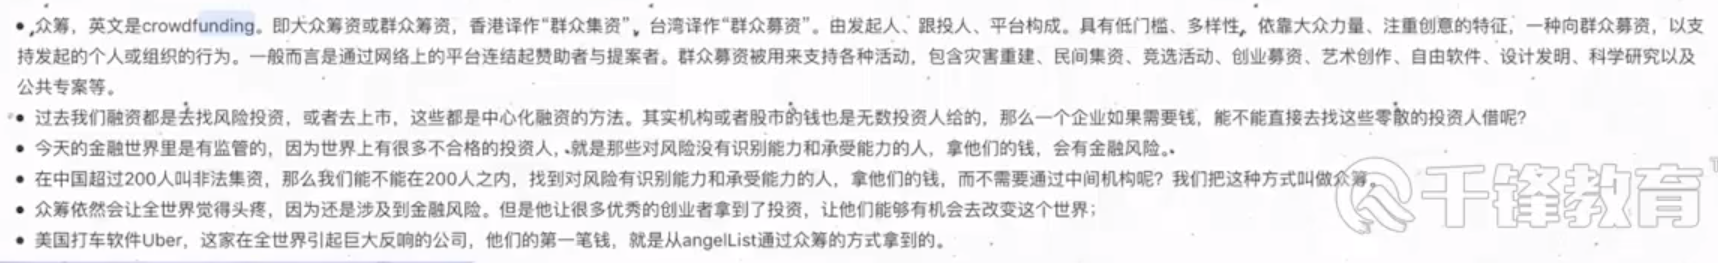 • 众筹，英文是crowdfunding。即大众筹资或群众筹资，香港译作“群众集资”，台湾译作“群众募资”。由发起人、跟投人、平台构成。具有低门槛、多样性，依靠大众力量、注重创意的特征，一种向群众募资，以支
持发起的个人或组织的行为。一般而言是通过网络上的平台连结起赞助者与提案者。群众募资被用来支持各种活动，包含灾害重建、民间集资、竞选活动、创业募资、艺术创作、自由软件、设计发明、科学研究以及
公共专案等。
• 过去我们融资都是去找风险投资，或者去上市，这些都是中心化融资的方法。其实机构或者股市的钱也是无数投资人给的，那么一个企业如果需要钱，能不能直接去找这些零散的投资人借呢？
• 今天的金融世界里是有监管的，因为世界上有很多不合格的投资人，就是那些对风险没有识别能力和承受能力的人，拿他们的钱，会有金融风险。
• 在中国超过200人叫非法集资，那么我们能不能在200人之内，找到对风险有识别能力和承受能力的人，拿他们的钱，而不需要通过中间机构呢？我们把这种方式叫做众筹。
千锋教育
• 众筹依然会让全世界觉得头疼，因为还是涉及到金融风险。但是他让很多优秀的创业者拿到了投资，让他们能够有机会去改变这个世界；
• 美国打车软件Uber，这家在全世界引起巨大反响的公司，他们的第一笔钱，就是从angelList通过众筹的方式拿到的。